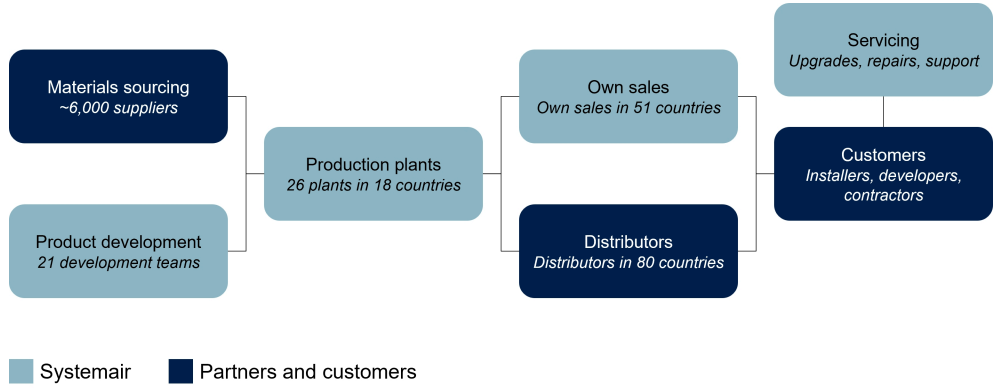 Materials sourcing
~6,000 suppliers
Product development
21 development teams
Production plants
26 plants in 18 countries
Own sales
Own sales in 51 countries
Distributors
Distributors in 80 countries
Servicing
Upgrades, repairs, support
Customers
Installers, developers,
contractors
Systemair
Partners and customers